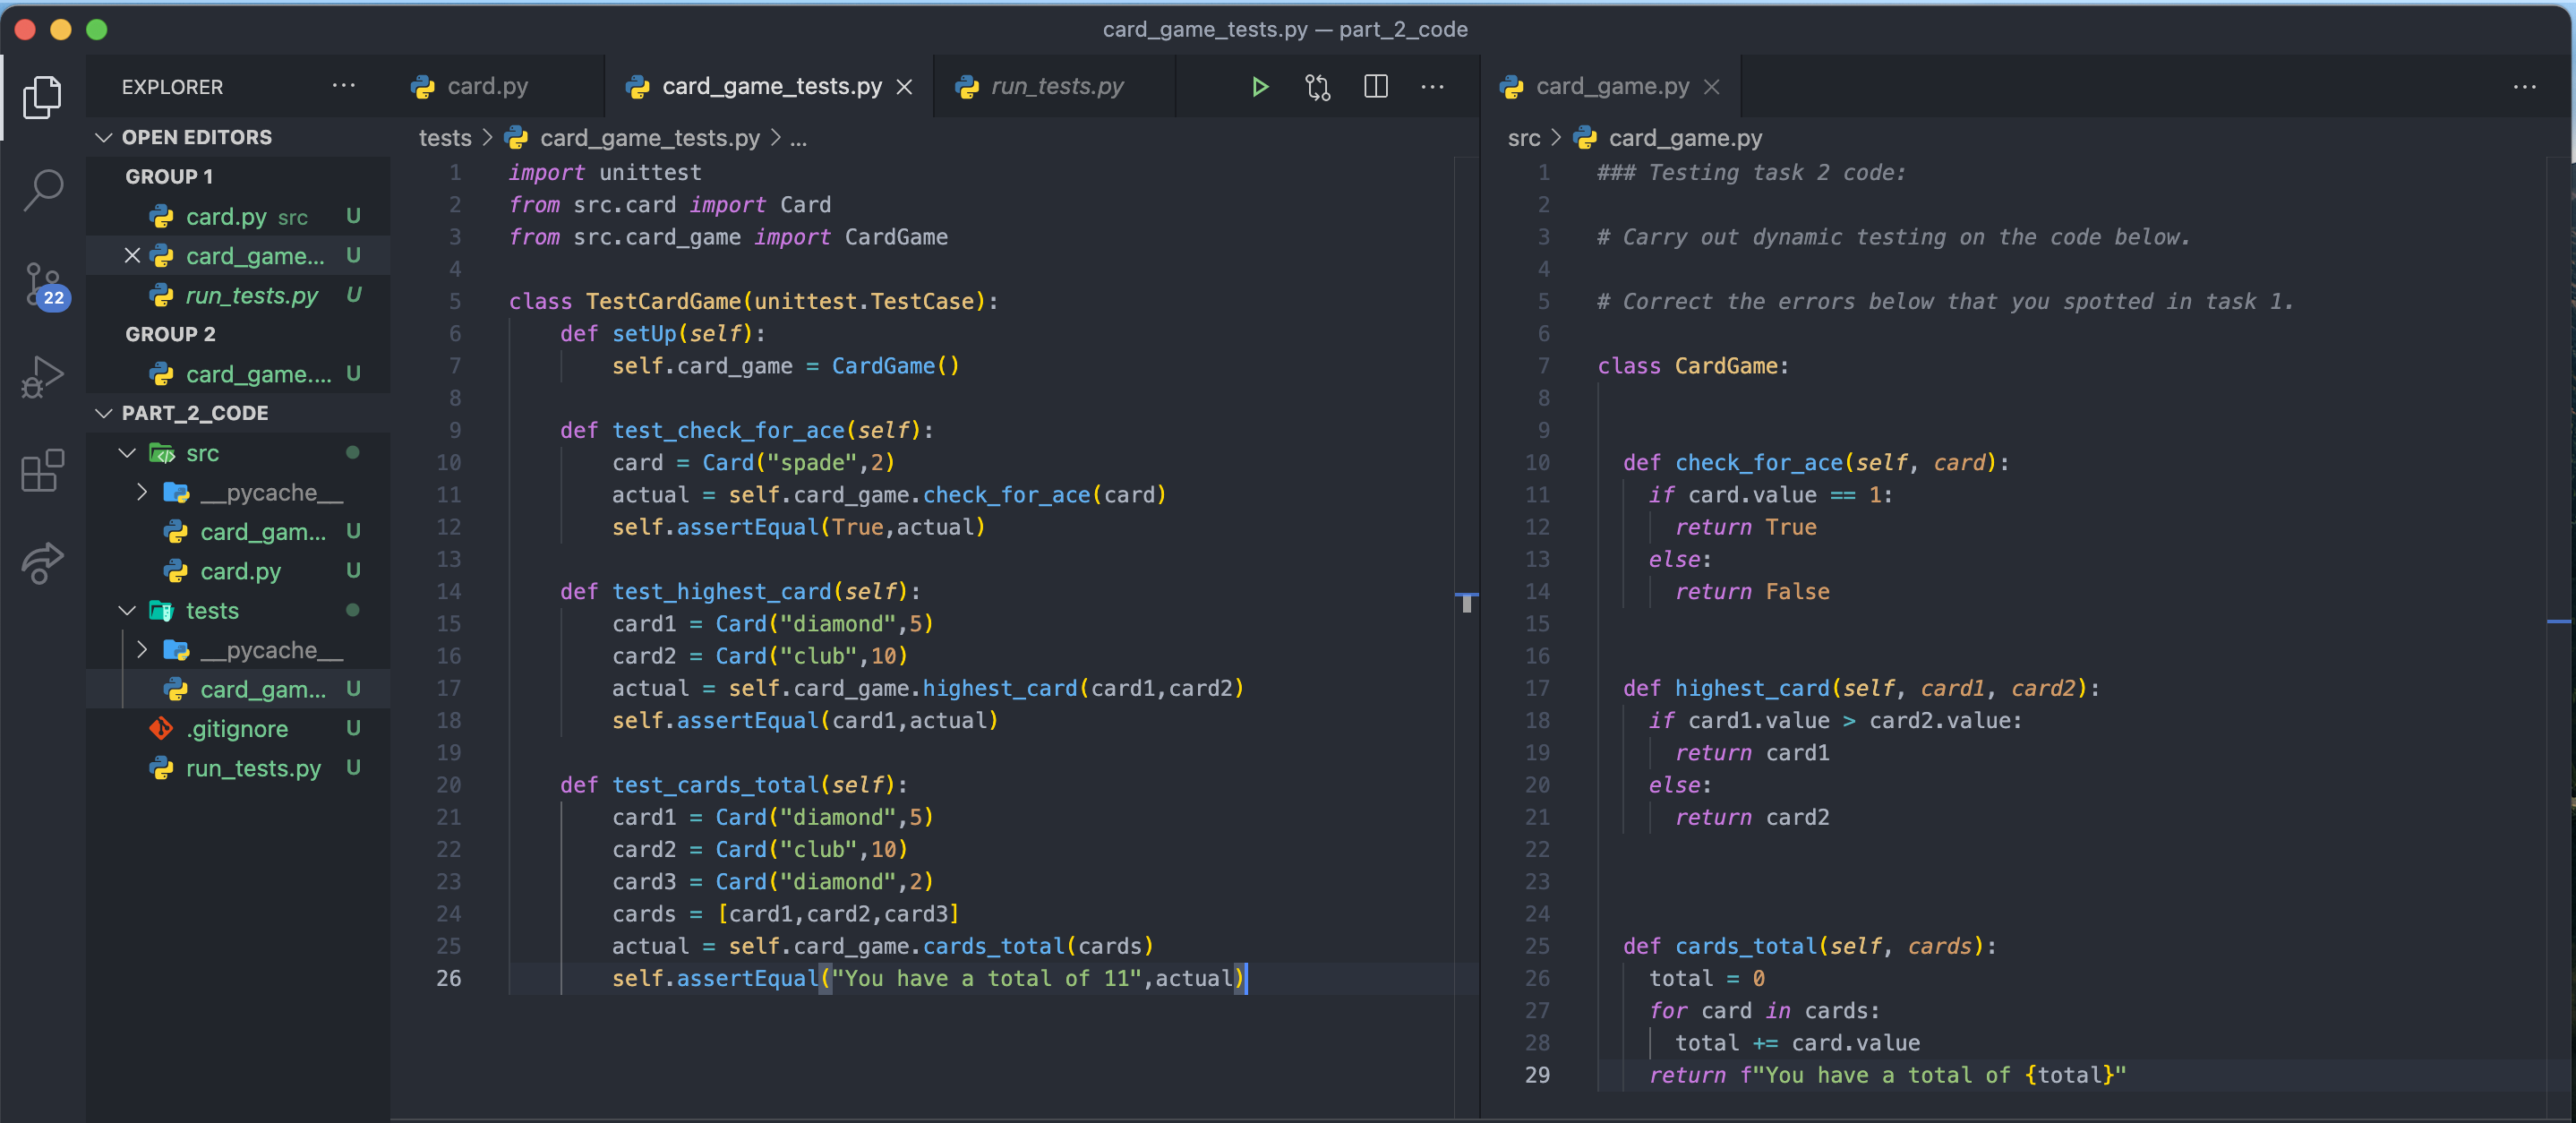 card_game_tests.py — part_2_code
EXPLORER
OPEN EDITORS
GROUP 1
card.py src U
card_game... U
run_tests.py U
GROUP 2
card_game.... U
PART_2_CODE
src
__pycache__
card_gam... U
card.py U
tests
__pycache__
card_gam... U
.gitignore U
run_tests.py U
22
card.py
card_game_tests.py
run_tests.py
tests > card_game_tests.py > ...
1 import unittest
2 from src.card import Card
3 from src.card_game import CardGame
4
5 class TestCardGame(unittest.TestCase):
6 def setUp(self):
7 self.card_game = CardGame()
8
9 def test_check_for_ace(self):
10 card = Card("spade",2)
11 actual = self.card_game.check_for_ace(card)
12 self.assertEqual(True,actual)
13
14 def test_highest_card(self):
15 card1 = Card("diamond",5)
16 card2 = Card("club",10)
17 actual = self.card_game.highest_card(card1,card2)
18 self.assertEqual(card1,actual)
19
20 def test_cards_total(self):
21 card1 = Card("diamond",5)
22 card2 = Card("club",10)
23 card3 = Card("diamond",2)
24 cards = [card1,card2,card3]
25 actual = self.card_game.cards_total(cards)
26 self.assertEqual("You have a total of 11",actual)
card_game.py
src > card_game.py
1 ### Testing task 2 code:
2
3 # Carry out dynamic testing on the code below.
4
5 # Correct the errors below that you spotted in task 1.
6
7 class CardGame:
8
9
10 def check_for_ace(self, card):
11 if card.value == 1:
12 return True
13 else:
14 return False
15
16
17 def highest_card(self, card1, card2):
18 if card1.value > card2.value:
19 return card1
20 else:
21 return card2
22
23
24
25 def cards_total(self, cards):
26 total = 0
27 for card in cards:
28 total += card.value
29 return f"You have a total of {total}"